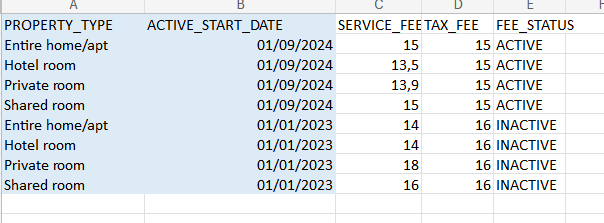 A B C D E
PROPERTY_TYPE ACTIVE_START_DATE SERVICE_FEE TAX_FEE FEE_STATUS
Entire home/apt 01/09/2024 15 15 ACTIVE
Hotel room 01/09/2024 13,5 15 ACTIVE
Private room 01/09/2024 13,9 15 ACTIVE
Shared room 01/09/2024 15 15 ACTIVE
Entire home/apt 01/01/2023 14 16 INACTIVE
Hotel room 01/01/2023 14 16 INACTIVE
Private room 01/01/2023 18 16 INACTIVE
Shared room 01/01/2023 16 16 INACTIVE